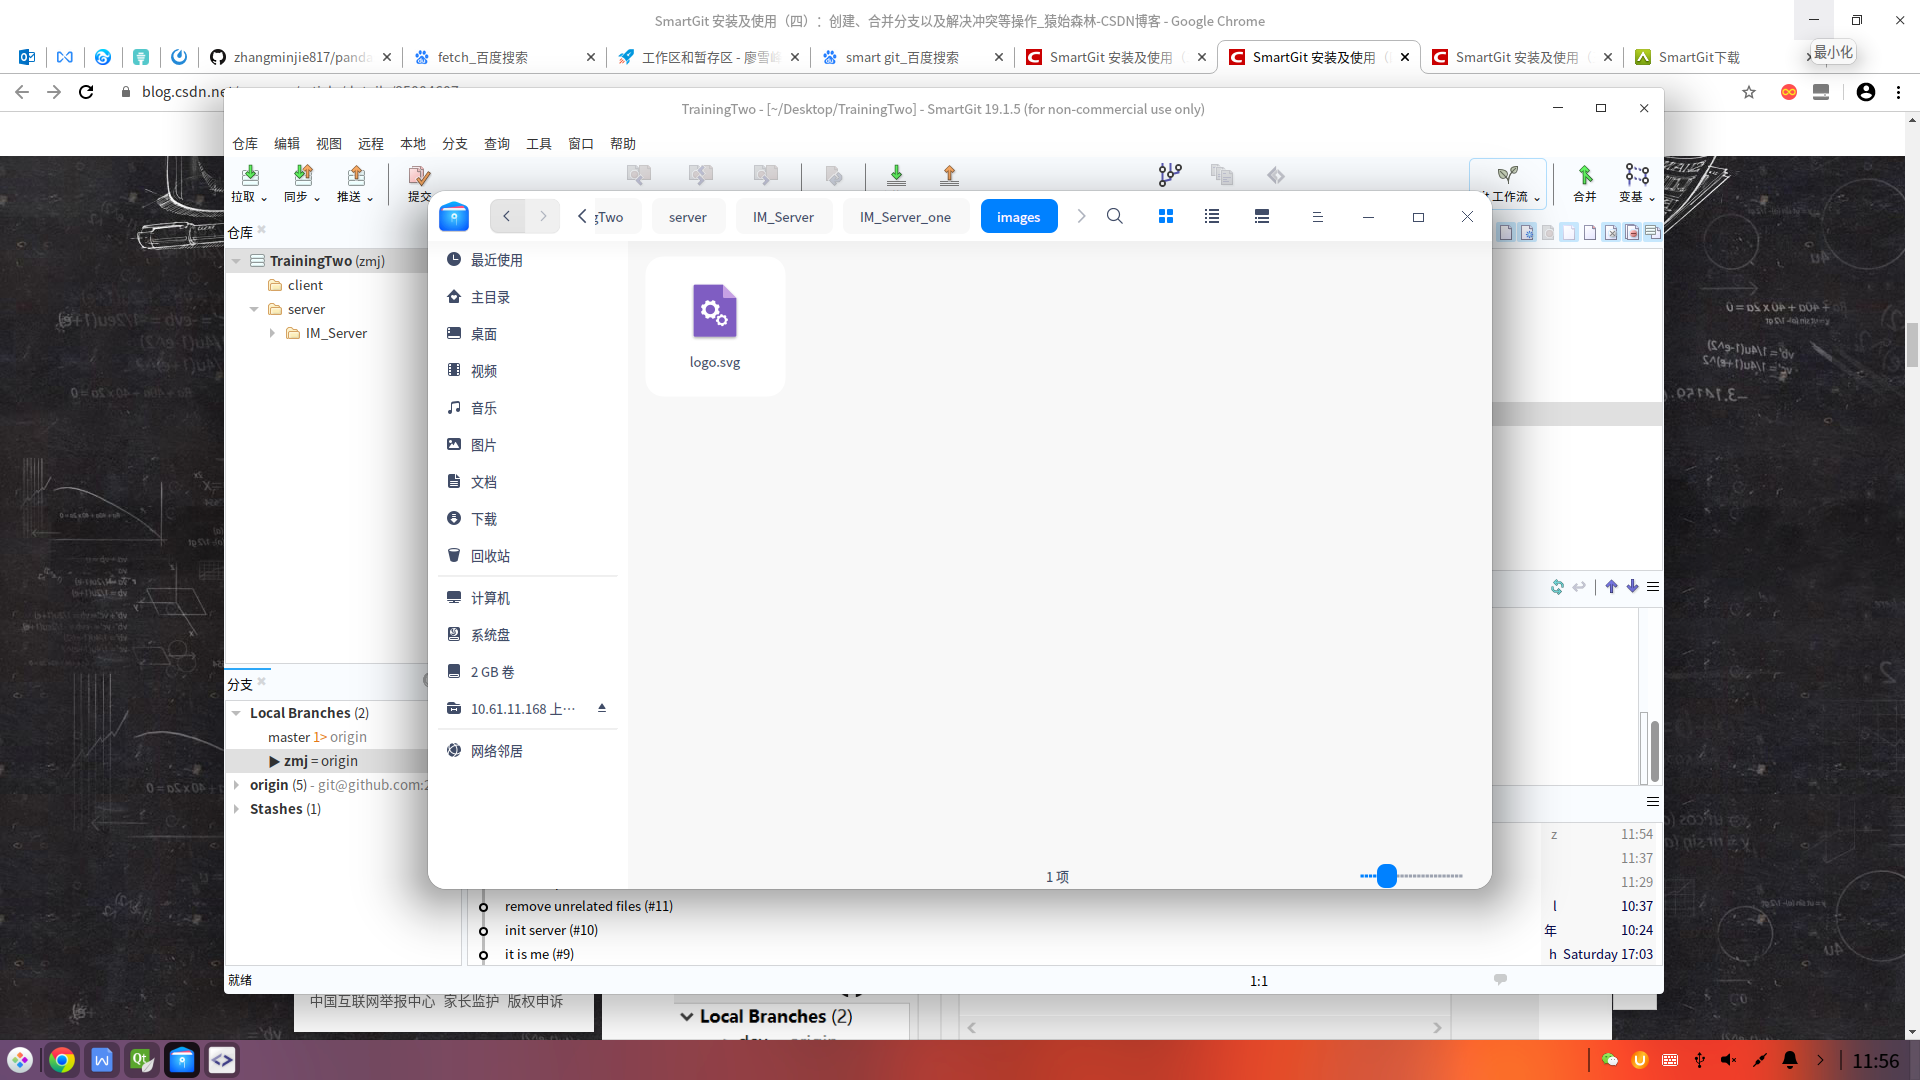 SmartGit 安装及使用（四）：创建、合并分支以及解决冲突等操作_猿始森林-CSDN博客 - Google Chrome
zhangminjie817/panda
fetch_百度搜索
工作区和暂存区 - 廖雪峰
smart git_百度搜索
SmartGit 安装及使用（
SmartGit 安装及使用（
SmartGit 安装及使用（
SmartGit下载
最小化
blog.csdn.ne
TrainingTwo - [~/Desktop/TrainingTwo] - SmartGit 19.1.5 (for non-commercial use only)
仓库 编辑 视图 远程 本地 分支 查询 工具 窗口 帮助
拉取 同步 推送 提交 工作流 合并 变基
gTwo server IM_Server IM_Server_one images
仓库
TrainingTwo (zmj)
client
server
IM_Server
最近使用
主目录
桌面
视频
音乐
图片
文档
下载
回收站
计算机
系统盘
2 GB 卷
10.61.11.168 上…
网络邻居
logo.svg
1 项
分支
Local Branches (2)
master 1> origin
zmj = origin
origin (5) - git@github.com:2
Stashes (1)
z 11:54
11:37
11:29
remove unrelated files (#11) l 10:37
init server (#10) 年 10:24
it is me (#9) h Saturday 17:03
就绪 1:1
中国互联网举报中心 家长监护 版权申诉
Local Branches (2)
11:56